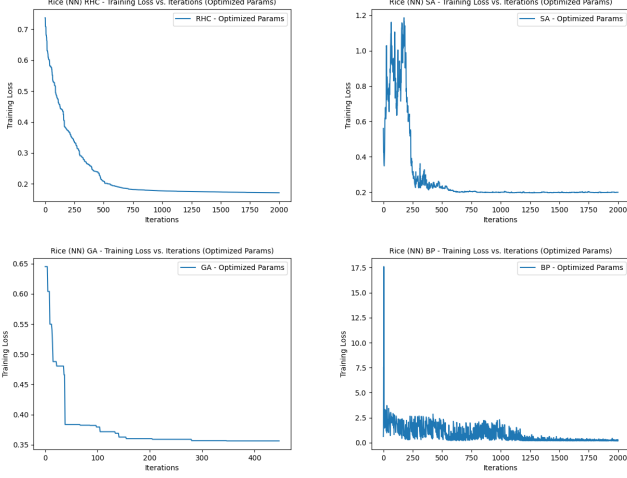 Rice (NN) RHC - Training Loss vs. Iterations (Optimized Params)
RHC - Optimized Params
0.7
0.6
0.5
0.4
0.3
0.2
Training Loss
0 250 500 750 1000 1250 1500 1750 2000
Iterations
Rice (NN) SA - Training Loss vs. Iterations (Optimized Params)
SA - Optimized Params
1.2
1.0
0.8
0.6
0.4
0.2
Training Loss
0 250 500 750 1000 1250 1500 1750 2000
Iterations
Rice (NN) GA - Training Loss vs. Iterations (Optimized Params)
GA - Optimized Params
0.65
0.60
0.55
0.50
0.45
0.40
0.35
Training Loss
0 100 200 300 400
Iterations
Rice (NN) BP - Training Loss vs. Iterations (Optimized Params)
BP - Optimized Params
17.5
15.0
12.5
10.0
7.5
5.0
2.5
0.0
Training Loss
0 250 500 750 1000 1250 1500 1750 2000
Iterations